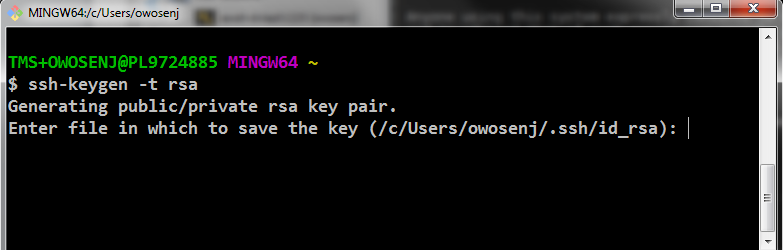 MINGW64:/c/Users/owosenj
TMS+OWOSENJ@PL9724885 MINGW64 ~
$ ssh-keygen -t rsa
Generating public/private rsa key pair.
Enter file in which to save the key (/c/Users/owosenj/.ssh/id_rsa):